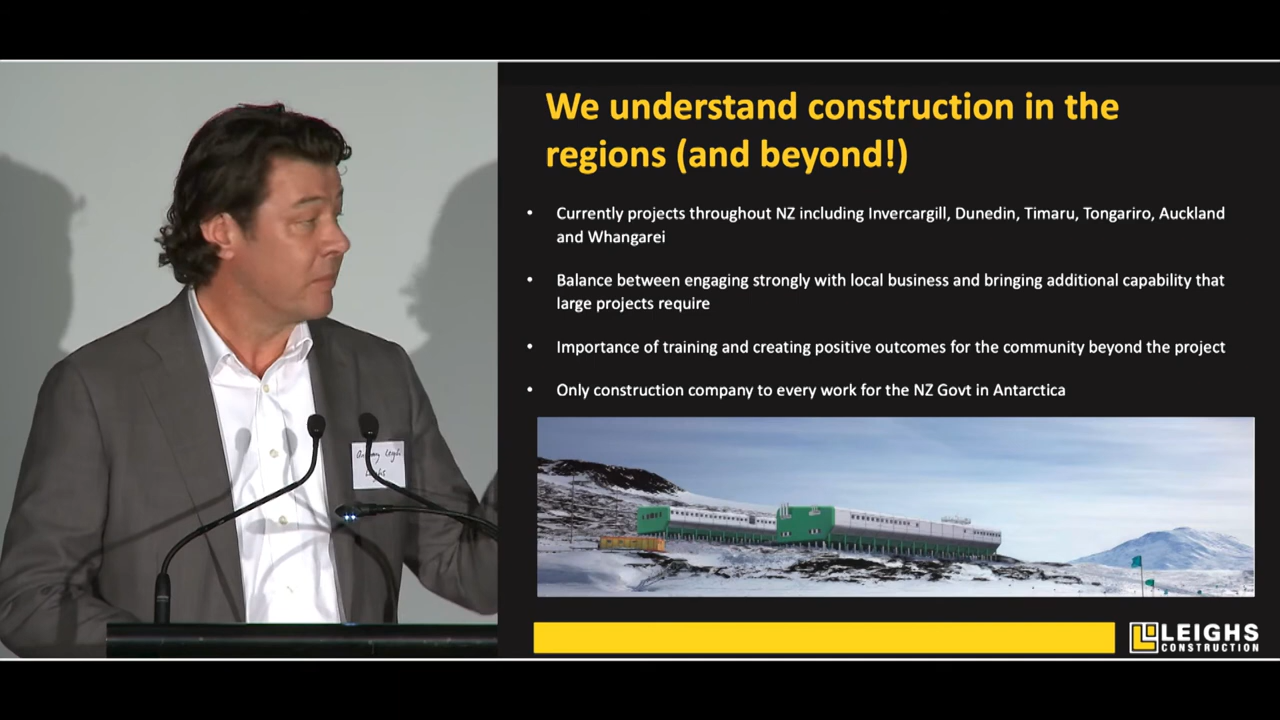 We understand construction in the
regions (and beyond!)
• Currently projects throughout NZ including Invercargill, Dunedin, Timaru, Tongariro, Auckland
and Whangarei
• Balance between engaging strongly with local business and bringing additional capability that
large projects require
• Importance of training and creating positive outcomes for the community beyond the project
• Only construction company to every work for the NZ Govt in Antarctica
LEIGHS
CONSTRUCTION